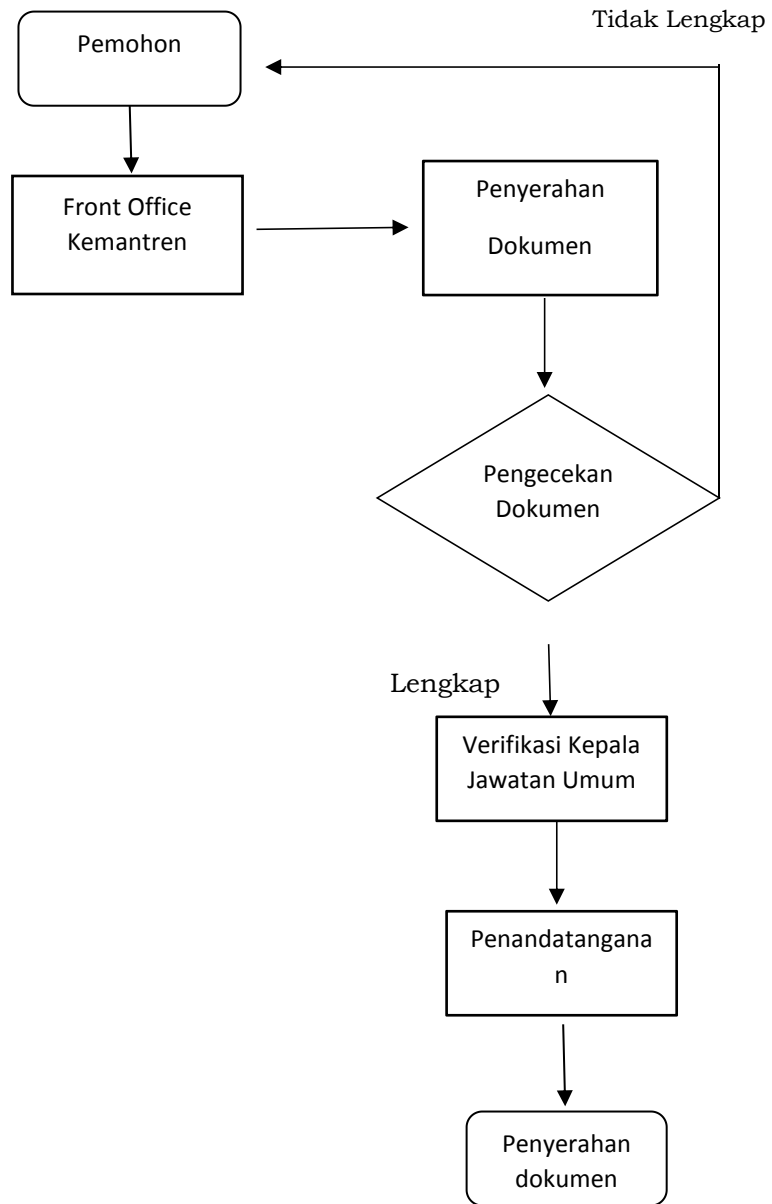 Tidak Lengkap
Pemohon
Front Office
Kemantren
Penyerahan
Dokumen
Pengecekan
Dokumen
Lengkap
Verifikasi Kepala
Jawatan Umum
Penandatangana
n
Penyerahan
dokumen